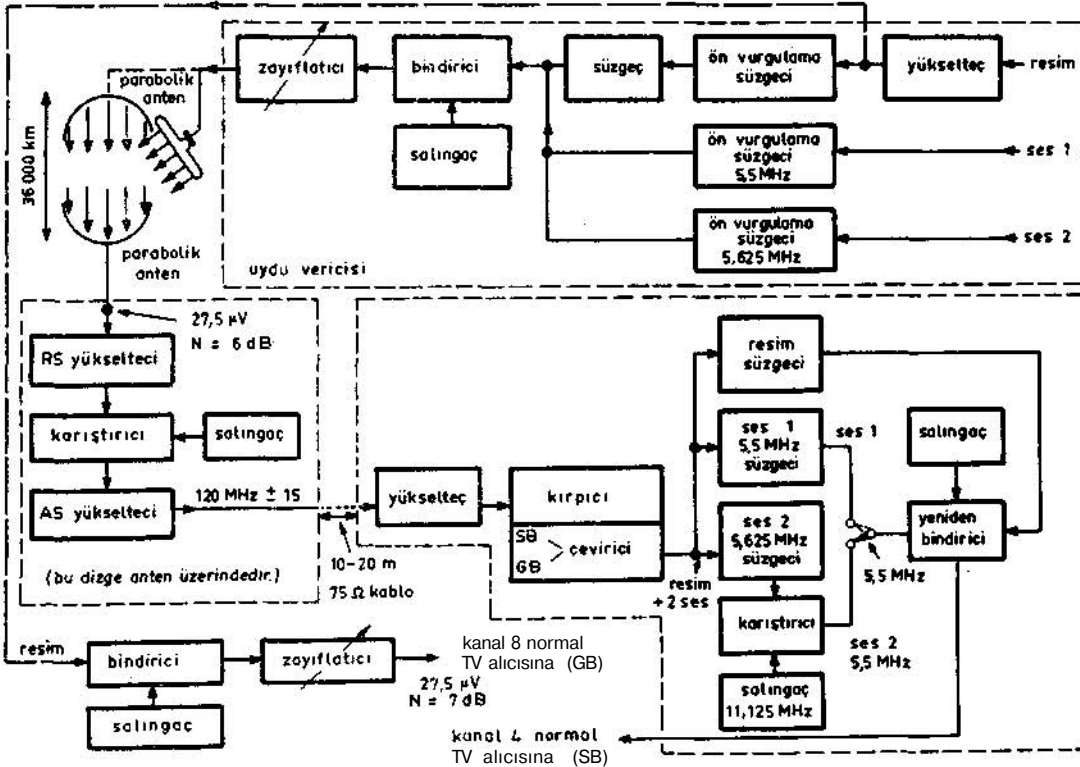 zayıflatıcı
bindirici
süzgeç
ön vurgulama
süzgeci
yükselteç
resim
parabolik
anten
36 000 km
salıngaç
ön vurgulama
süzgeci
5,5 MHz
ses 1
ön vurgulama
süzgeci
5,625 MHz
ses 2
parabolik
anten
uydu vericisi
27,5 µV
N = 6 dB
RS yükselteci
karıştırıcı
salıngaç
AS yükselteci
120 MHz ± 15
(bu dizge anten üzerindedir.)
10-20 m
75 Ω kablo
yükselteç
kırpıcı
SB
GB
çevirici
resim
+ 2 ses
resim
süzgeci
ses 1
5,5 MHz
süzgeci
ses 1
ses 2
5,625 MHz
süzgeci
karıştırıcı
salıngaç
11,125 MHz
salıngaç
yeniden
bindirici
5,5 MHz
ses 2
5,5 MHz
resim
bindirici
zayıflatıcı
salıngaç
27,5 µV
N = 7 dB
kanal 8 normal
TV alıcısına (GB)
kanal 4 normal
TV alıcısına (SB)